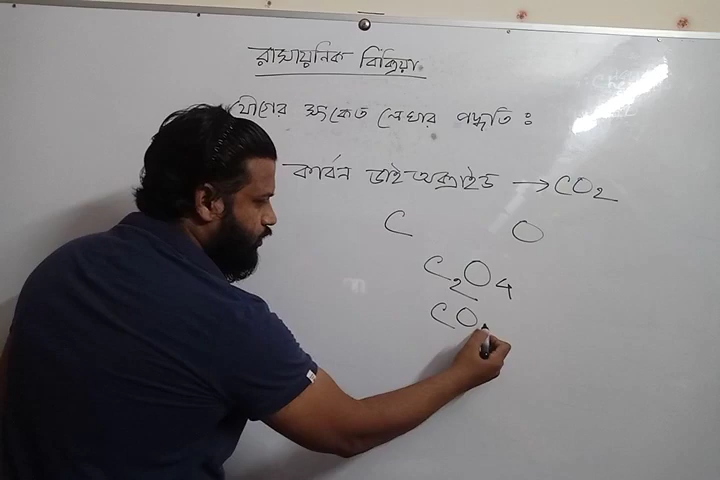 রাসায়নিক বিক্রিয়া
যৌগের সংকেত লেখার পদ্ধতি :
কার্বন ডাই অক্সাইড → CO₂
C O
C₂O₄
CO